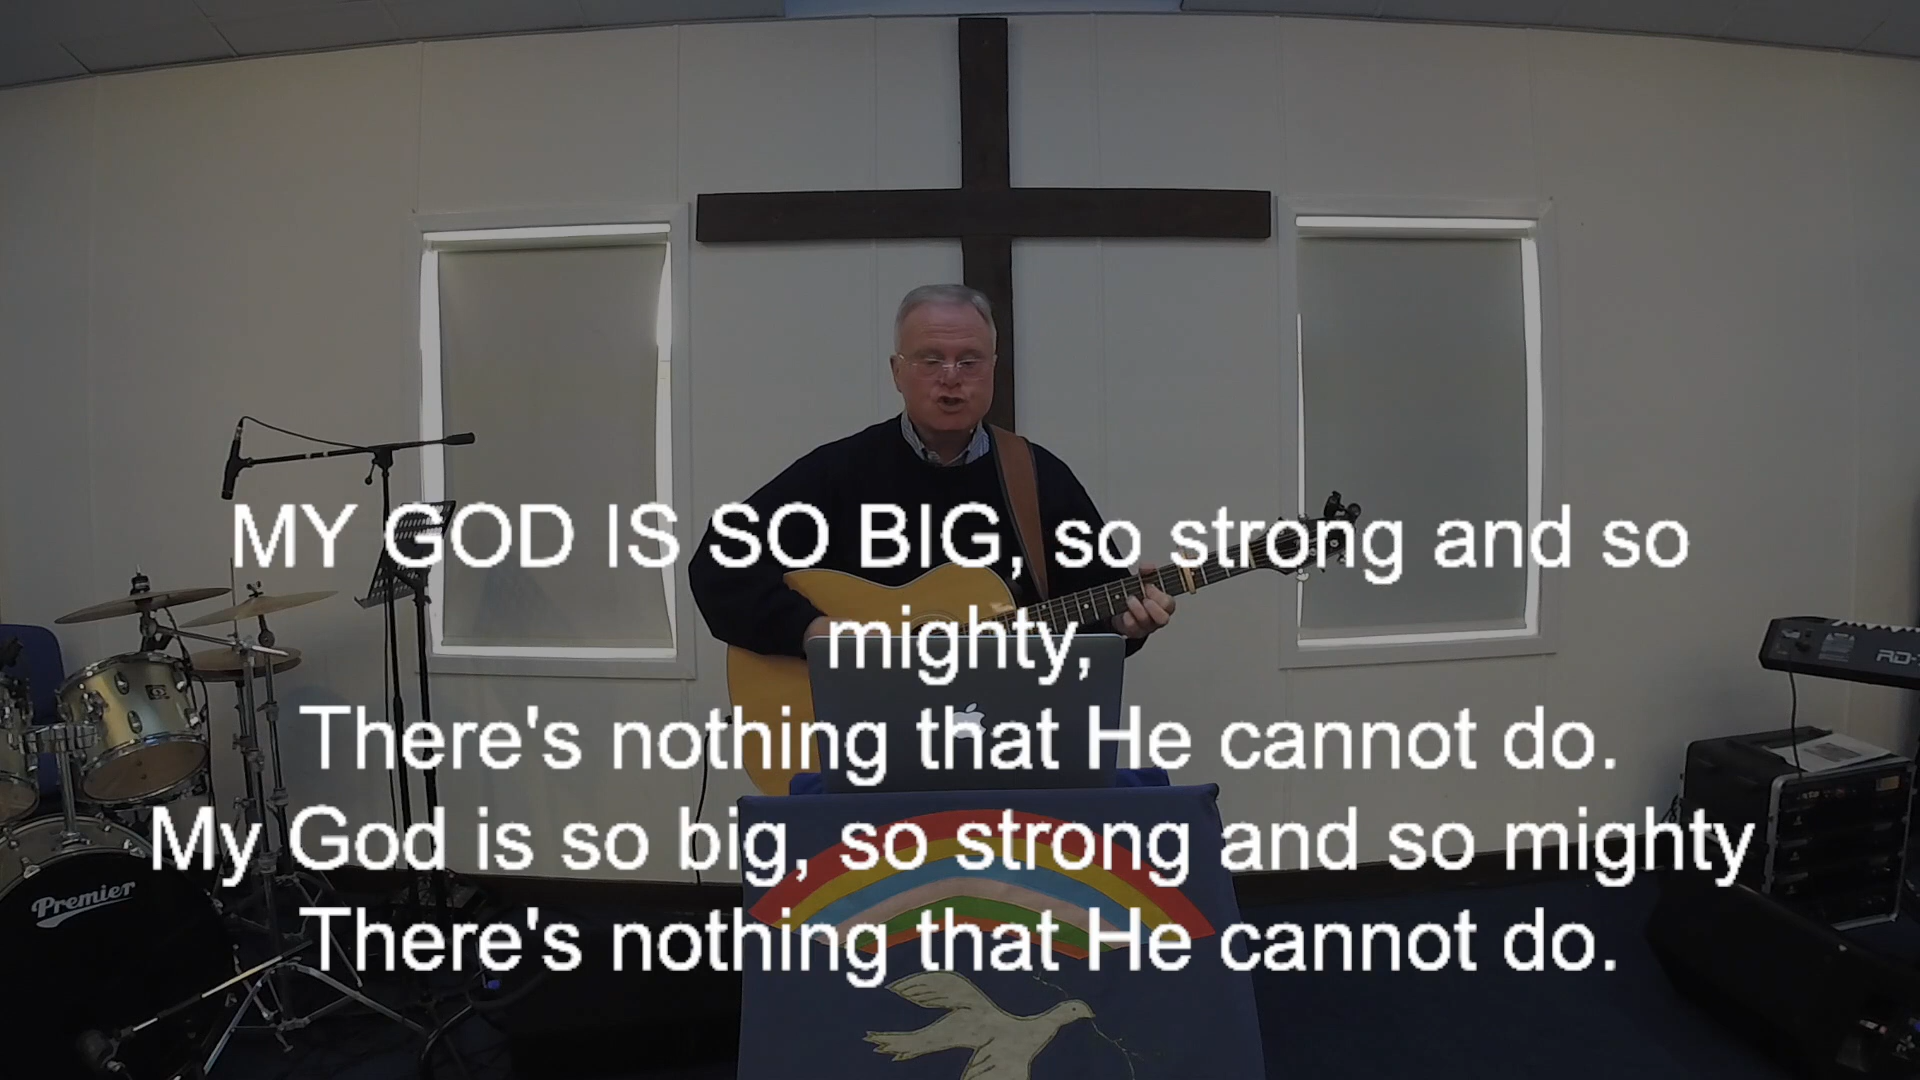 MY GOD IS SO BIG, so strong and so
mighty,
There's nothing that He cannot do.
My God is so big, so strong and so mighty
There's nothing that He cannot do.
Premier